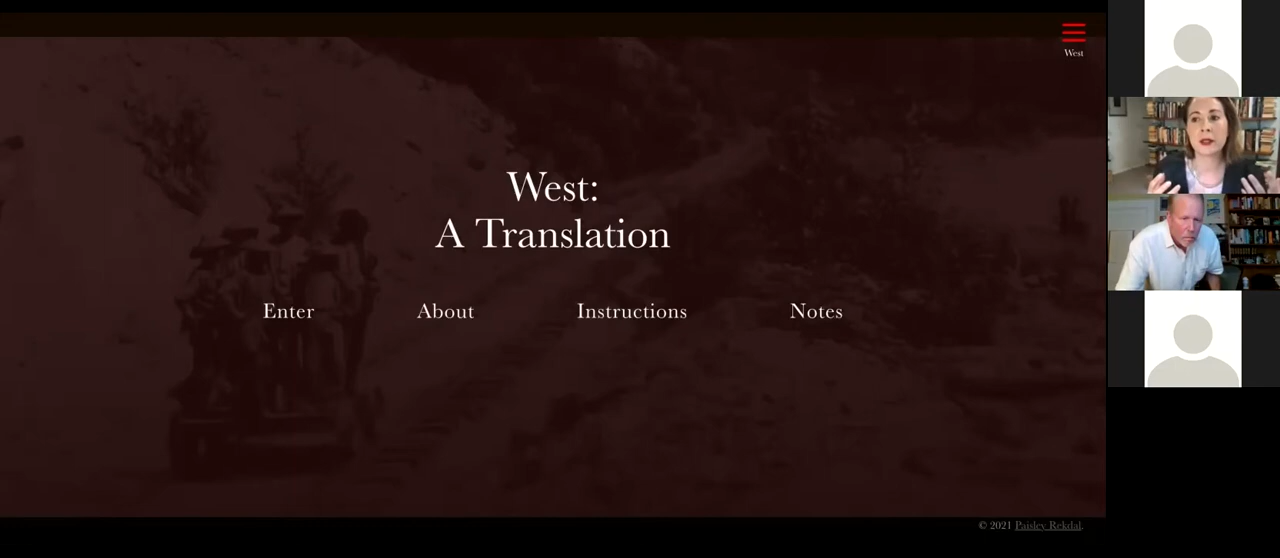 West
West:
A Translation
Enter About Instructions Notes
© 2021 Paisley Rekdal.